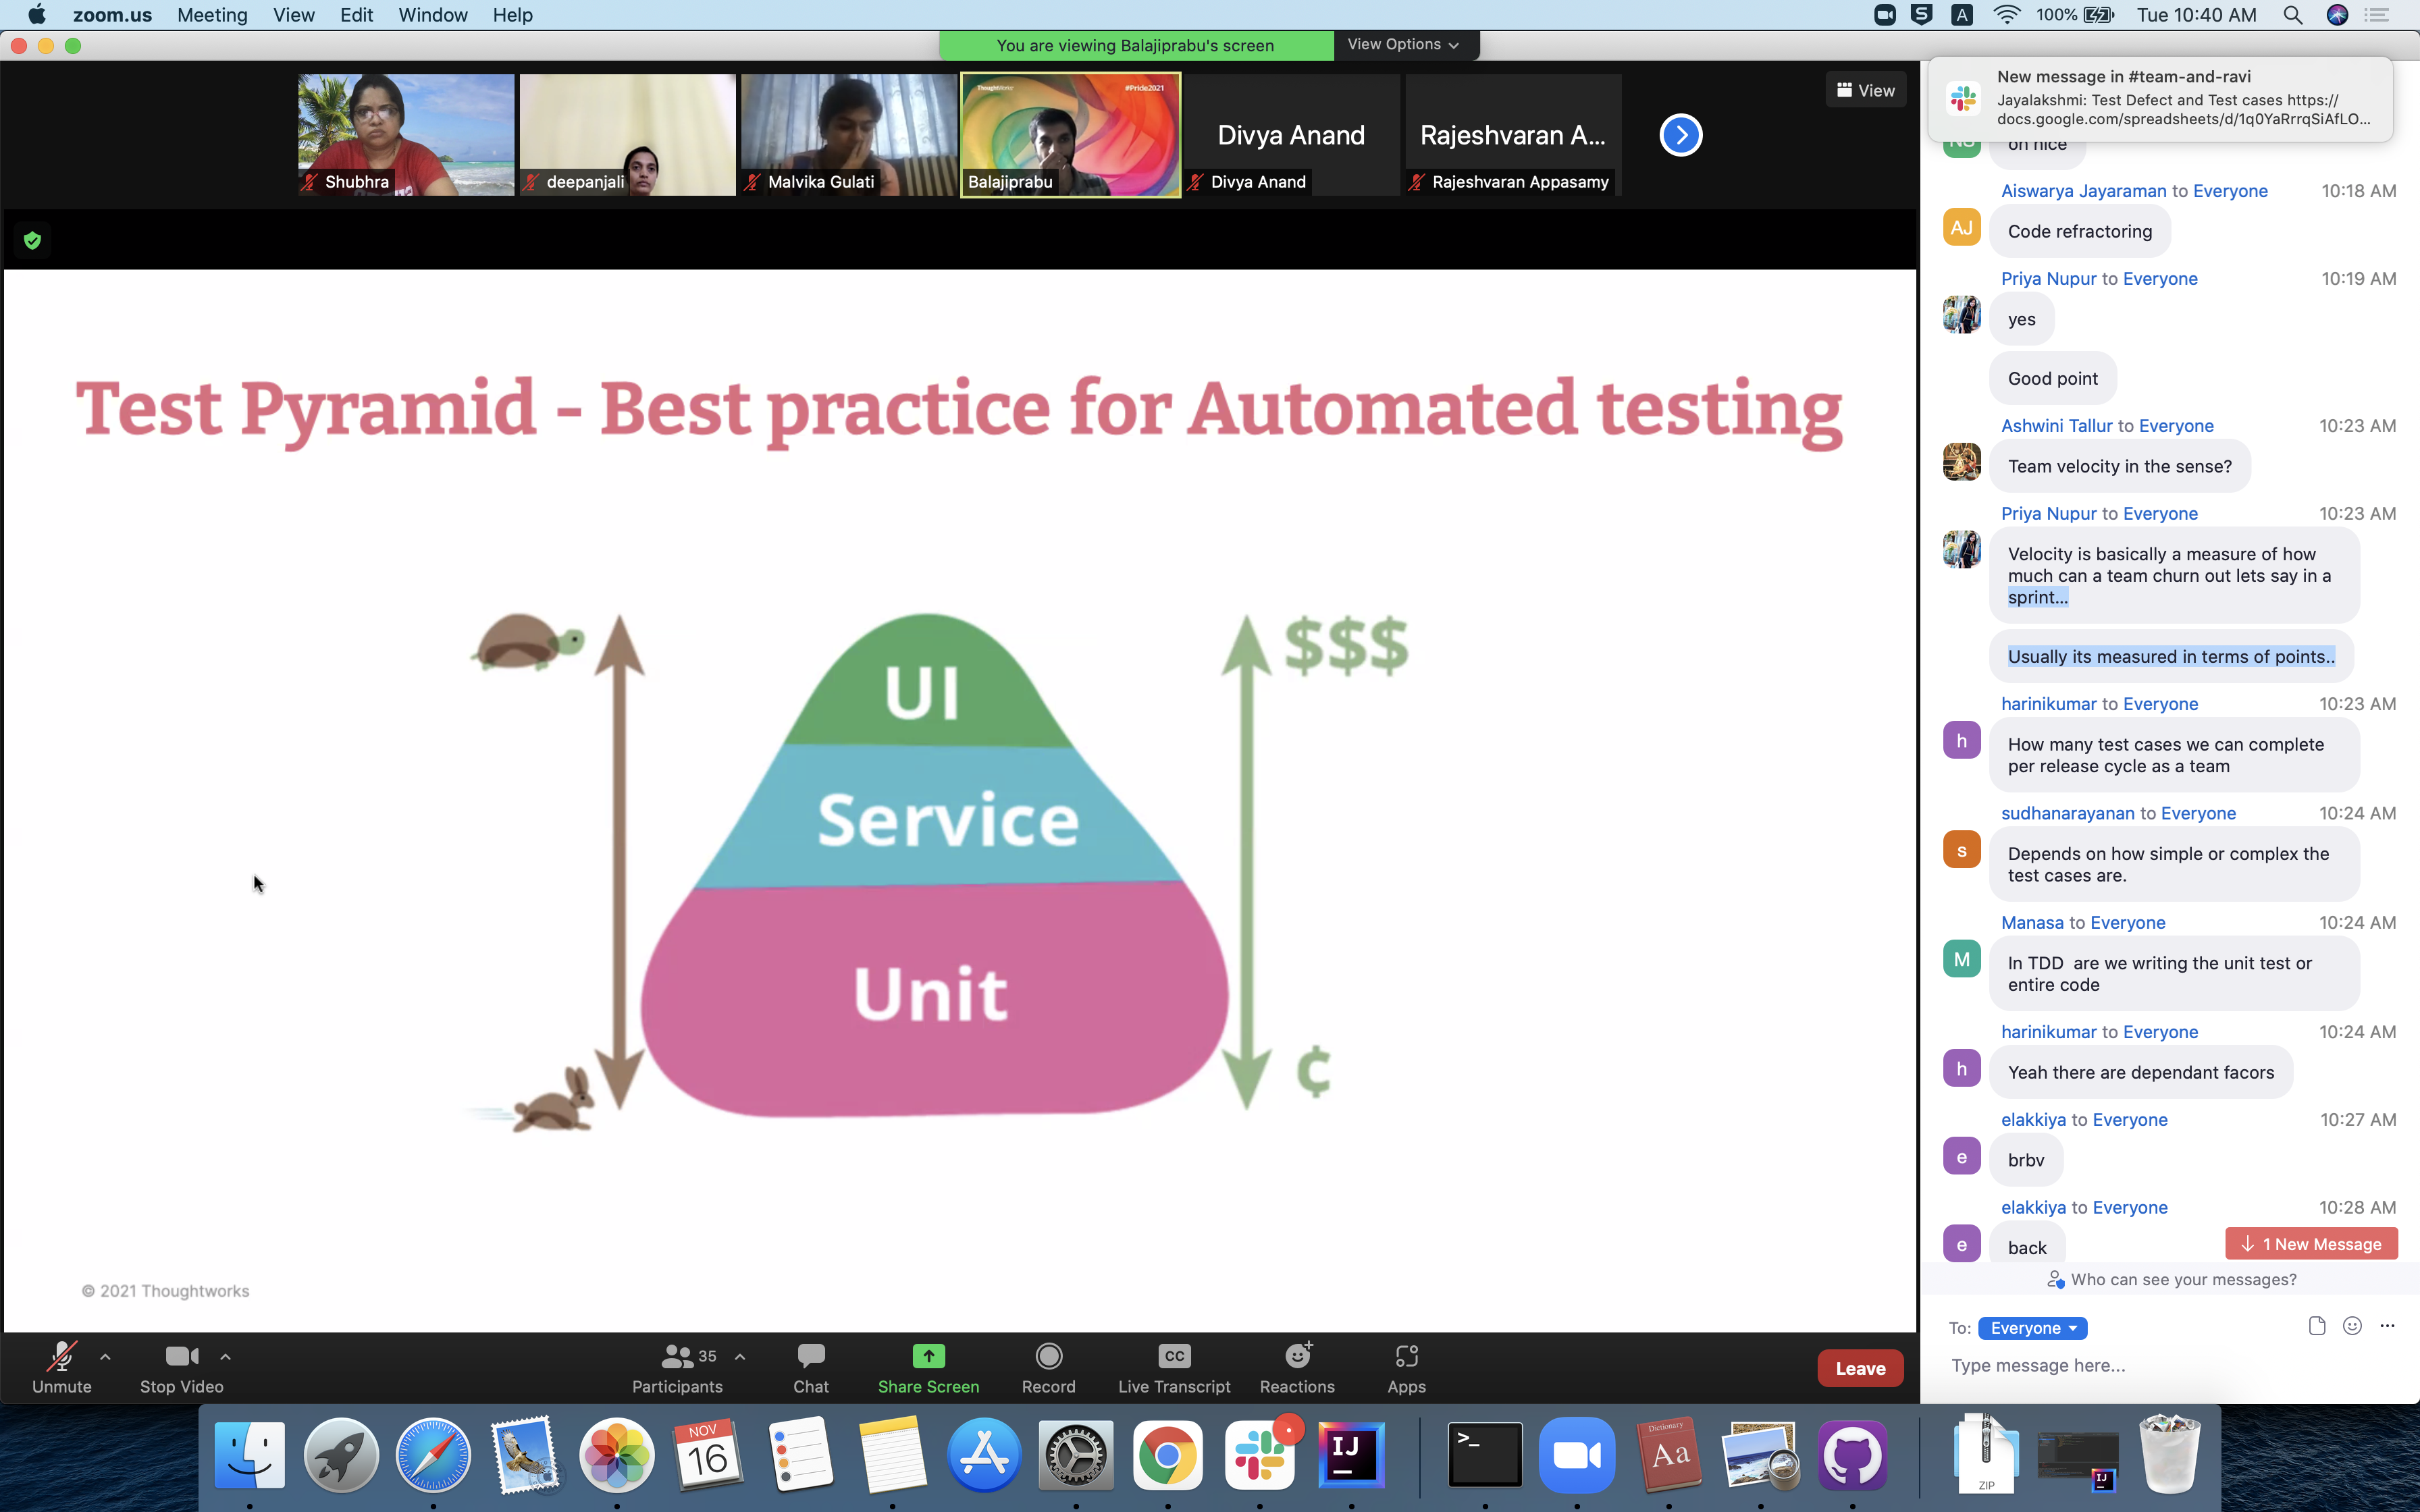 zoom.us Meeting View Edit Window Help
100% Tue 10:40 AM
You are viewing Balajiprabu's screen View Options
View
New message in #team-and-ravi
Jayalakshmi: Test Defect and Test cases https://
docs.google.com/spreadsheets/d/1q0YaRrrqSiAfLO...
ThoughtWorks #Pride2021
Divya Anand
Rajeshvaran A...
Shubhra
deepanjali
Malvika Gulati
Balajiprabu
Divya Anand
Rajeshvaran Appasamy
Test Pyramid - Best practice for Automated testing
$$$
UI
Service
Unit
¢
© 2021 Thoughtworks
on nice
Aiswarya Jayaraman to Everyone 10:18 AM
AJ
Code refractoring
Priya Nupur to Everyone 10:19 AM
yes
Good point
Ashwini Tallur to Everyone 10:23 AM
Team velocity in the sense?
Priya Nupur to Everyone 10:23 AM
Velocity is basically a measure of how
much can a team churn out lets say in a
sprint...
Usually its measured in terms of points..
harinikumar to Everyone 10:23 AM
h
How many test cases we can complete
per release cycle as a team
sudhanarayanan to Everyone 10:24 AM
s
Depends on how simple or complex the
test cases are.
Manasa to Everyone 10:24 AM
M
In TDD are we writing the unit test or
entire code
harinikumar to Everyone 10:24 AM
h
Yeah there are dependant facors
elakkiya to Everyone 10:27 AM
e
brbv
elakkiya to Everyone 10:28 AM
e
back
1 New Message
Who can see your messages?
To: Everyone
Type message here...
Unmute
Stop Video
35
Participants
Chat
Share Screen
Record
CC
Live Transcript
Reactions
Apps
Leave
NOV
16
IJ
>_
Dictionary
Aa
ZIP
IJ